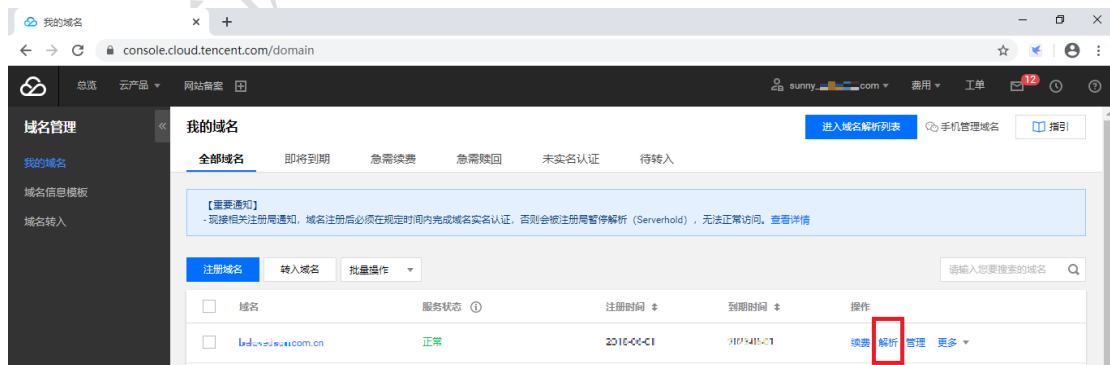 我的域名
console.cloud.tencent.com/domain
总览 云产品 网站备案 sunny_ com 费用 工单 12
域名管理 « 我的域名 进入域名解析列表 手机管理域名 指引
我的域名 全部域名 即将到期 急需续费 急需赎回 未实名认证 待转入
域名信息模板
域名转入
【重要通知】
- 现接相关注册局通知，域名注册后必须在规定时间内完成域名实名认证，否则会被注册局暂停解析（Serverhold），无法正常访问。查看详情
注册域名 转入域名 批量操作 请输入您要搜索的域名
域名 服务状态 注册时间 到期时间 操作
.com.cn 正常 续费 解析 管理 更多